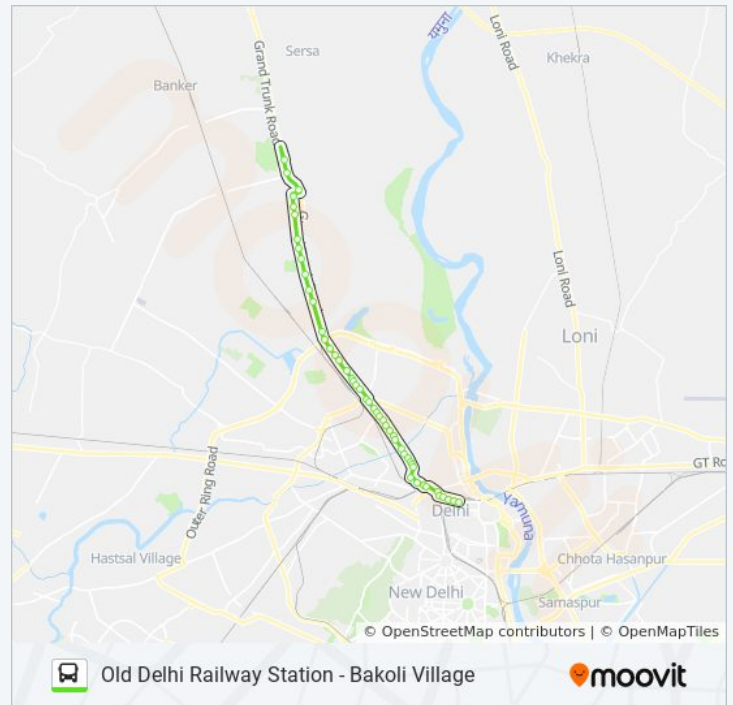 यमुना
Loni Road
Grand Trunk Road
Sersa
Khekra
Banker
G.
Loni Road
Loni
GT Ro
Outer Ring Road
Delhi
Yamuna
Hastsal Village
Chhota Hasanpur
New Delhi
Samaspur
© OpenStreetMap contributors | © OpenMapTiles
Old Delhi Railway Station - Bakoli Village
moovit